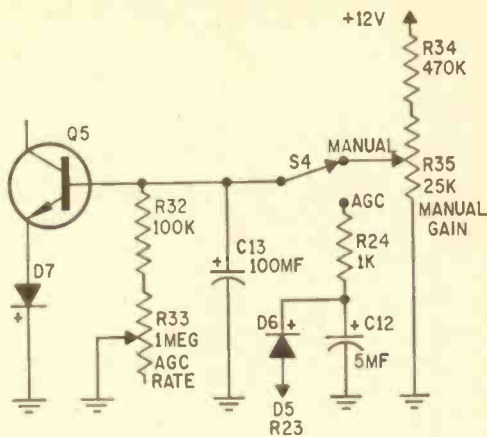 +12V
R34
470K
Q5
MANUAL
S4
R35
25K
MANUAL
GAIN
AGC
R32
100K
C13
+
100MF
R24
1K
D7
+
R33
1MEG
AGC
RATE
D6
+
+
C12
5MF
D5
R23